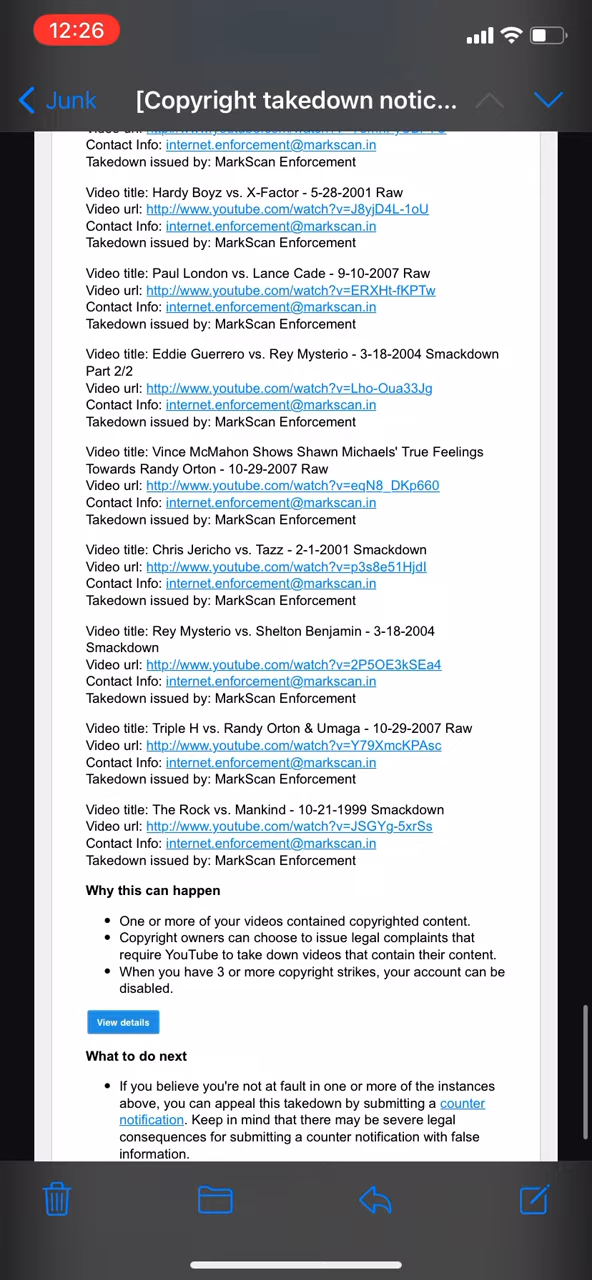 12:26
Junk
[Copyright takedown notic...
Contact Info: internet.enforcement@markscan.in
Takedown issued by: MarkScan Enforcement
Video title: Hardy Boyz vs. X-Factor - 5-28-2001 Raw
Video url: http://www.youtube.com/watch?v=J8yjD4L-1oU
Contact Info: internet.enforcement@markscan.in
Takedown issued by: MarkScan Enforcement
Video title: Paul London vs. Lance Cade - 9-10-2007 Raw
Video url: http://www.youtube.com/watch?v=ERXHt-fKPTw
Contact Info: internet.enforcement@markscan.in
Takedown issued by: MarkScan Enforcement
Video title: Eddie Guerrero vs. Rey Mysterio - 3-18-2004 Smackdown
Part 2/2
Video url: http://www.youtube.com/watch?v=Lho-Oua33Jg
Contact Info: internet.enforcement@markscan.in
Takedown issued by: MarkScan Enforcement
Video title: Vince McMahon Shows Shawn Michaels' True Feelings
Towards Randy Orton - 10-29-2007 Raw
Video url: http://www.youtube.com/watch?v=eqN8_DKp660
Contact Info: internet.enforcement@markscan.in
Takedown issued by: MarkScan Enforcement
Video title: Chris Jericho vs. Tazz - 2-1-2001 Smackdown
Video url: http://www.youtube.com/watch?v=p3s8e51HjdI
Contact Info: internet.enforcement@markscan.in
Takedown issued by: MarkScan Enforcement
Video title: Rey Mysterio vs. Shelton Benjamin - 3-18-2004
Smackdown
Video url: http://www.youtube.com/watch?v=2P5OE3kSEa4
Contact Info: internet.enforcement@markscan.in
Takedown issued by: MarkScan Enforcement
Video title: Triple H vs. Randy Orton & Umaga - 10-29-2007 Raw
Video url: http://www.youtube.com/watch?v=Y79XmcKPAsc
Contact Info: internet.enforcement@markscan.in
Takedown issued by: MarkScan Enforcement
Video title: The Rock vs. Mankind - 10-21-1999 Smackdown
Video url: http://www.youtube.com/watch?v=JSGYg-5xrSs
Contact Info: internet.enforcement@markscan.in
Takedown issued by: MarkScan Enforcement
Why this can happen
• One or more of your videos contained copyrighted content.
• Copyright owners can choose to issue legal complaints that
require YouTube to take down videos that contain their content.
• When you have 3 or more copyright strikes, your account can be
disabled.
View details
What to do next
• If you believe you're not at fault in one or more of the instances
above, you can appeal this takedown by submitting a counter
notification. Keep in mind that there may be severe legal
consequences for submitting a counter notification with false
information.